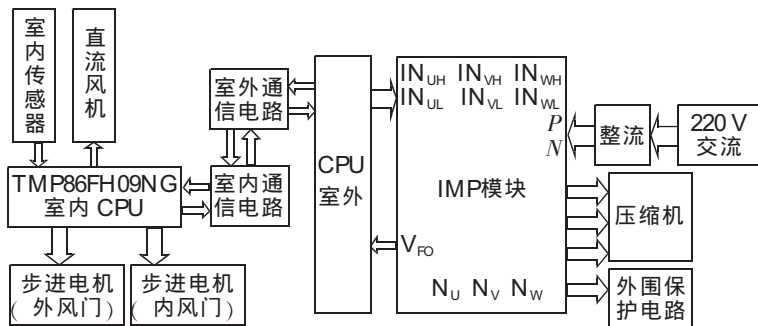 室内传感器
直流风机
室外通
信电路
TMP86FH09NG
室内 CPU
室内通
信电路
步进电机
( 外风门)
步进电机
( 内风门)
CPU
室外
IN_UH IN_VH IN_WH
IN_UL IN_VL IN_WL
P
N
IMP模块
V_FO
N_U N_V N_W
整流
220 V
交流
压缩机
外围保
护电路